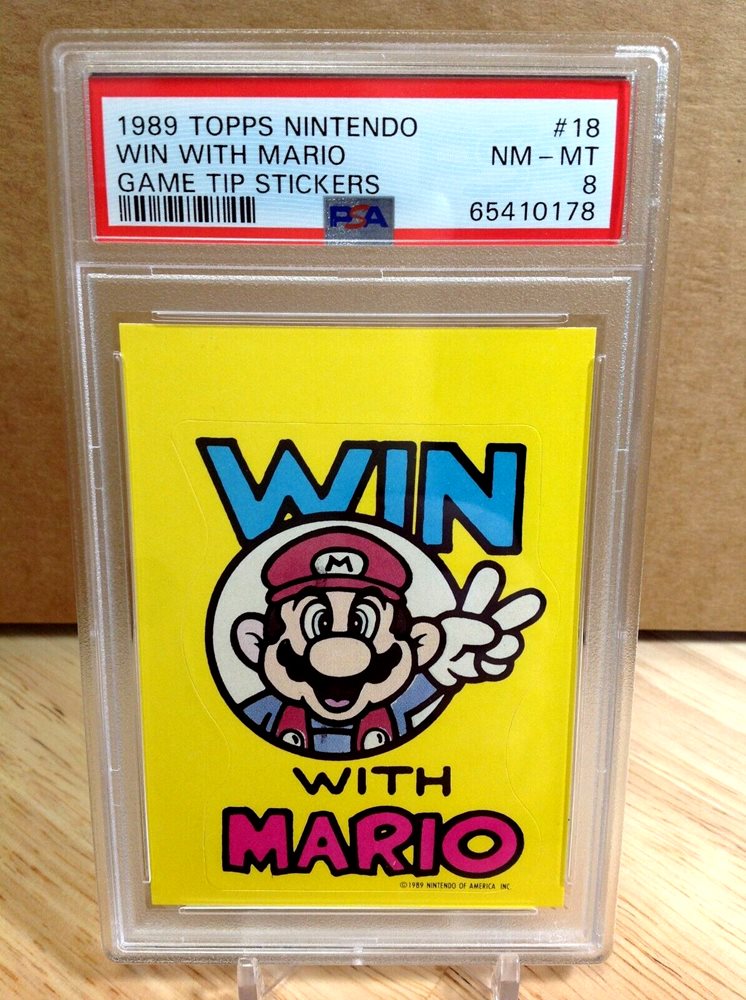 1989 TOPPS NINTENDO #18
WIN WITH MARIO NM - MT
GAME TIP STICKERS 8
PSA 65410178
WIN
M
WITH
MARIO
©1989 NINTENDO OF AMERICA INC.